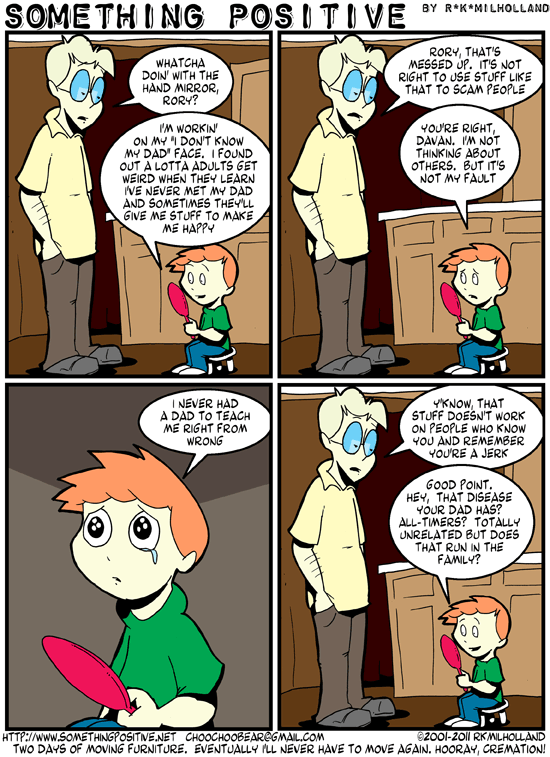 SOMETHING POSITIVE
BY R*K*MILHOLLAND
WHATCHA
DOIN' WITH THE
HAND MIRROR,
RORY?
I'M WORKIN'
ON MY "I DON'T KNOW
MY DAD" FACE. I FOUND
OUT A LOTTA ADULTS GET
WEIRD WHEN THEY LEARN
I'VE NEVER MET MY DAD
AND SOMETIMES THEY'LL
GIVE ME STUFF TO MAKE
ME HAPPY
RORY, THAT'S
MESSED UP. IT'S NOT
RIGHT TO USE STUFF LIKE
THAT TO SCAM PEOPLE
YOU'RE RIGHT,
DAVAN. I'M NOT
THINKING ABOUT
OTHERS. BUT IT'S
NOT MY FAULT
I NEVER HAD
A DAD TO TEACH
ME RIGHT FROM
WRONG
Y'KNOW, THAT
STUFF DOESN'T WORK
ON PEOPLE WHO KNOW
YOU AND REMEMBER
YOU'RE A JERK
GOOD POINT.
HEY, THAT DISEASE
YOUR DAD HAS?
ALL-TIMERS? TOTALLY
UNRELATED BUT DOES
THAT RUN IN THE
FAMILY?
HTTP://WWW.SOMETHINGPOSITIVE.NET CHOOCHOOBEAR@GMAIL.COM ©2001-2011 RKMILHOLLAND
TWO DAYS OF MOVING FURNITURE. EVENTUALLY I'LL NEVER HAVE TO MOVE AGAIN. HOORAY, CREMATION!